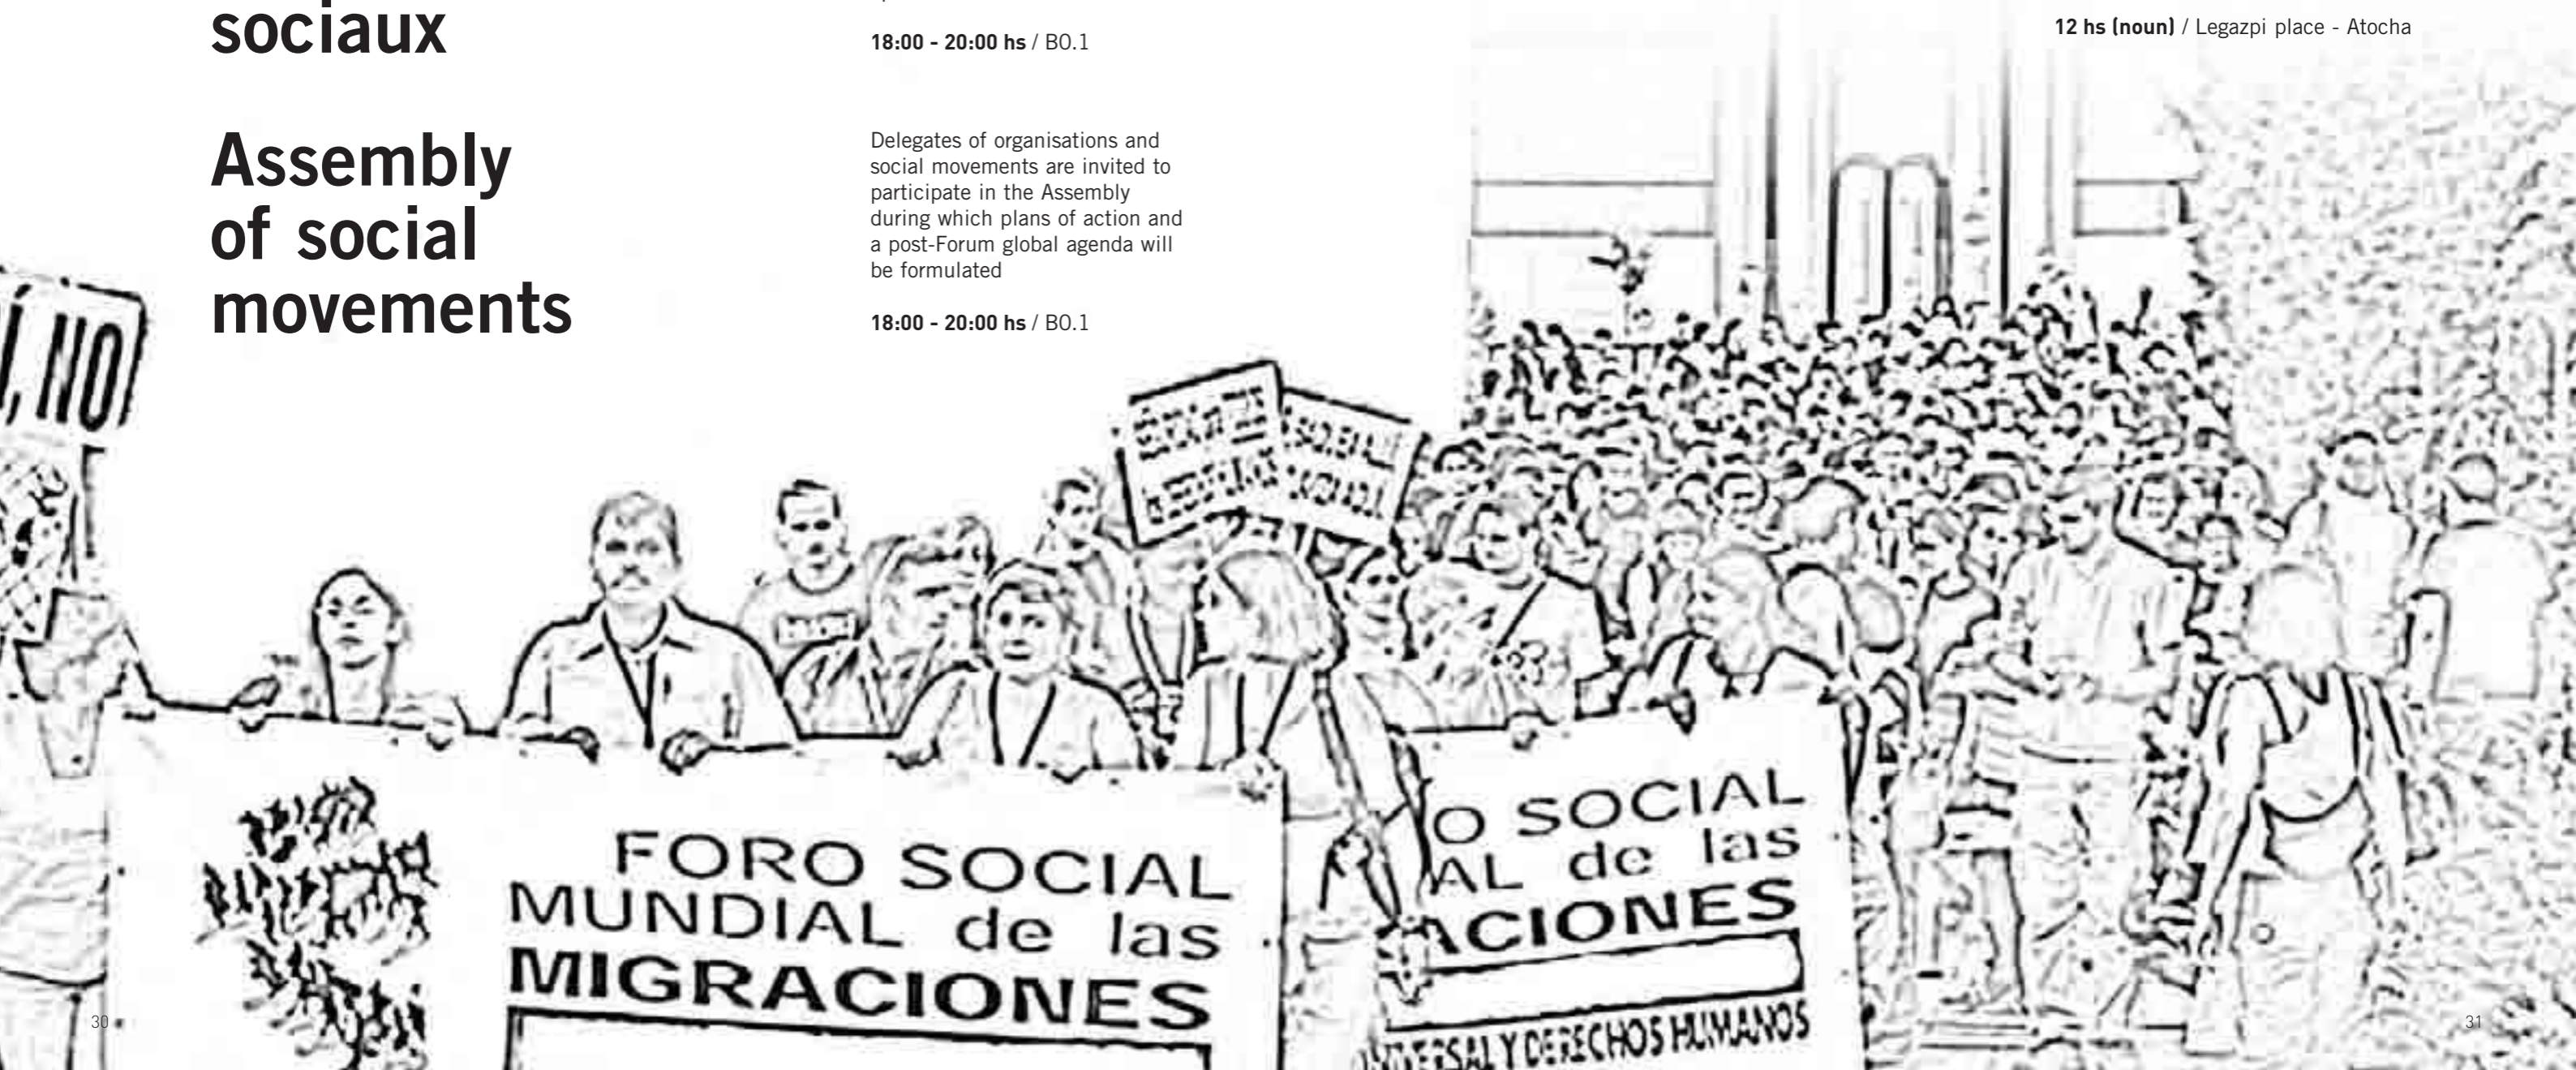 sociaux
18:00 - 20:00 hs / BO.1
Assembly
of social
movements
Delegates of organisations and
social movements are invited to
participate in the Assembly
during which plans of action and
a post-Forum global agenda will
be formulated
18:00 - 20:00 hs / BO.1
12 hs (noun) / Legazpi place - Atocha
, NO!
FORO SOCIAL
MUNDIAL de las
MIGRACIONES
O SOCIAL
AL de las
ACIONES
VERSAL Y DERECHOS HUMANOS
30
31